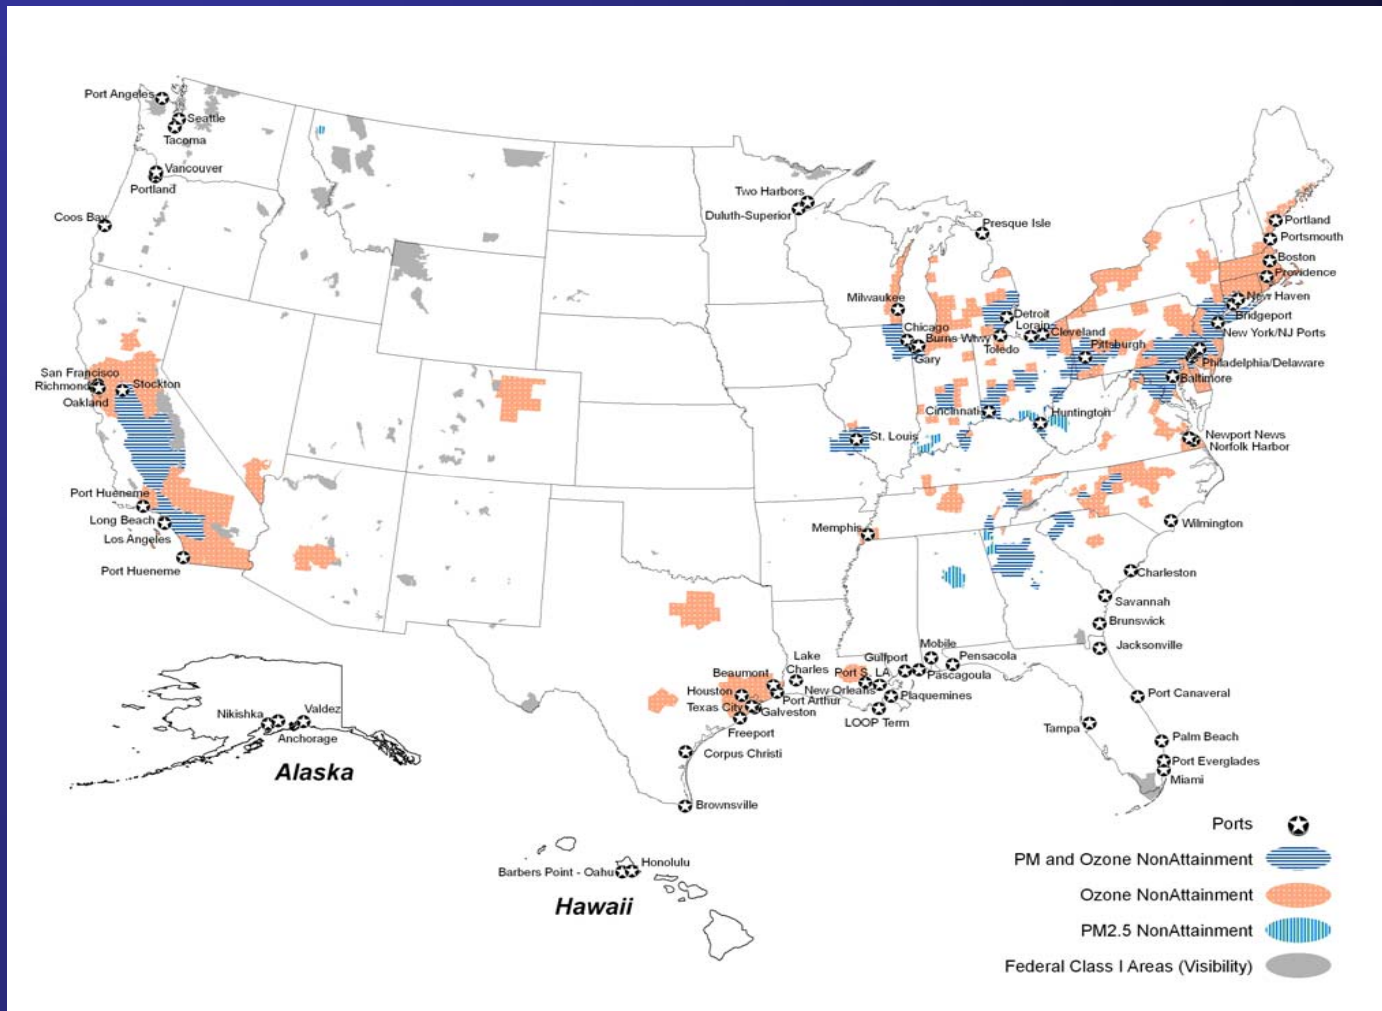 Port Angeles
Seattle
Tacoma
Vancouver
Portland
Coos Bay
Two Harbors
Duluth-Superior
Presque Isle
Portland
Portsmouth
Boston
Providence
New Haven
Bridgeport
New York/NJ Ports
Milwaukee
Detroit
Lorain
Cleveland
Chicago
Burns Wtwy
Gary
Toledo
Pittsburgh
Philadelphia/Delaware
Baltimore
San Francisco
Richmond
Stockton
Oakland
Cincinnati
Huntington
St. Louis
Newport News
Norfolk Harbor
Port Hueneme
Long Beach
Los Angeles
Port Hueneme
Memphis
Wilmington
Charleston
Savannah
Brunswick
Jacksonville
Mobile
Pensacola
Lake
Charles
Gulfport
Port S. LA
Pascagoula
Beaumont
Houston
Port Arthur
New Orleans
Plaquemines
Texas City
Galveston
LOOP Term
Freeport
Port Canaveral
Tampa
Palm Beach
Port Everglades
Miami
Corpus Christi
Brownsville
Nikishka
Valdez
Anchorage
Alaska
Honolulu
Barbers Point - Oahu
Hawaii
Ports
PM and Ozone NonAttainment
Ozone NonAttainment
PM2.5 NonAttainment
Federal Class I Areas (Visibility)